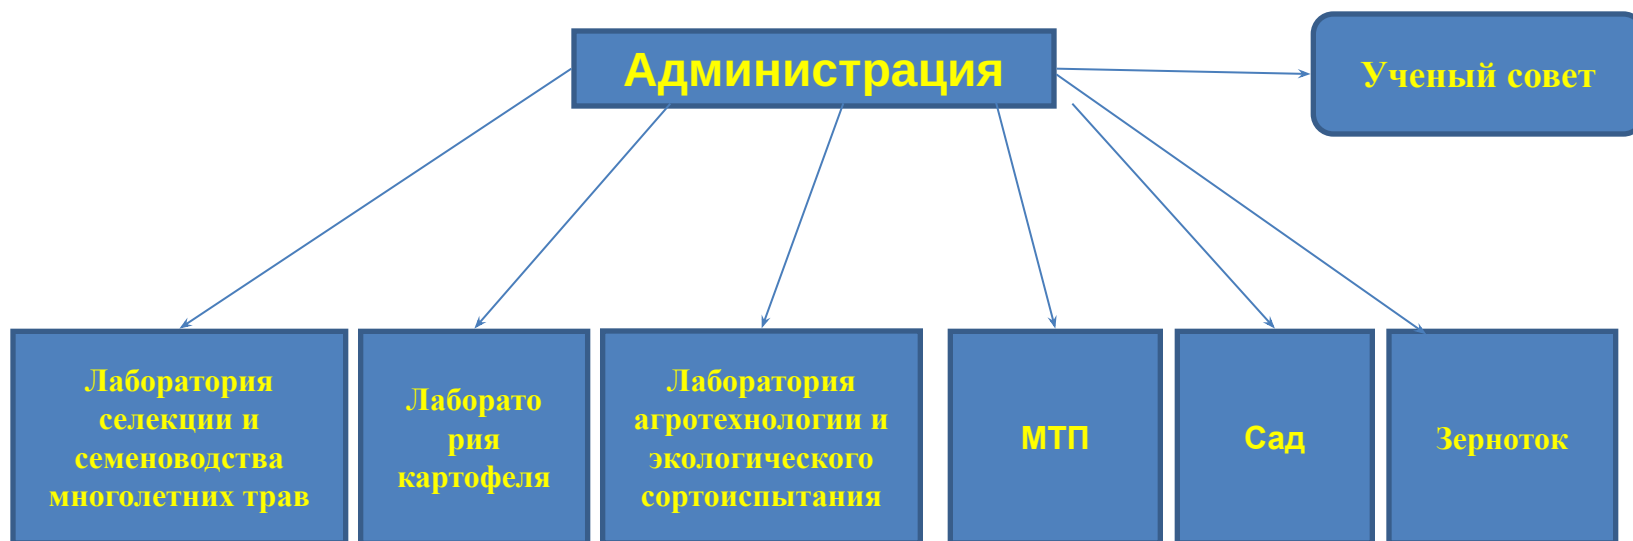 Администрация
Ученый совет
Лаборатория
селекции и
семеноводства
многолетних трав
Лаборато
рия
картофеля
Лаборатория
агротехнологии и
экологического
сортоиспытания
МТП
Сад
Зерноток